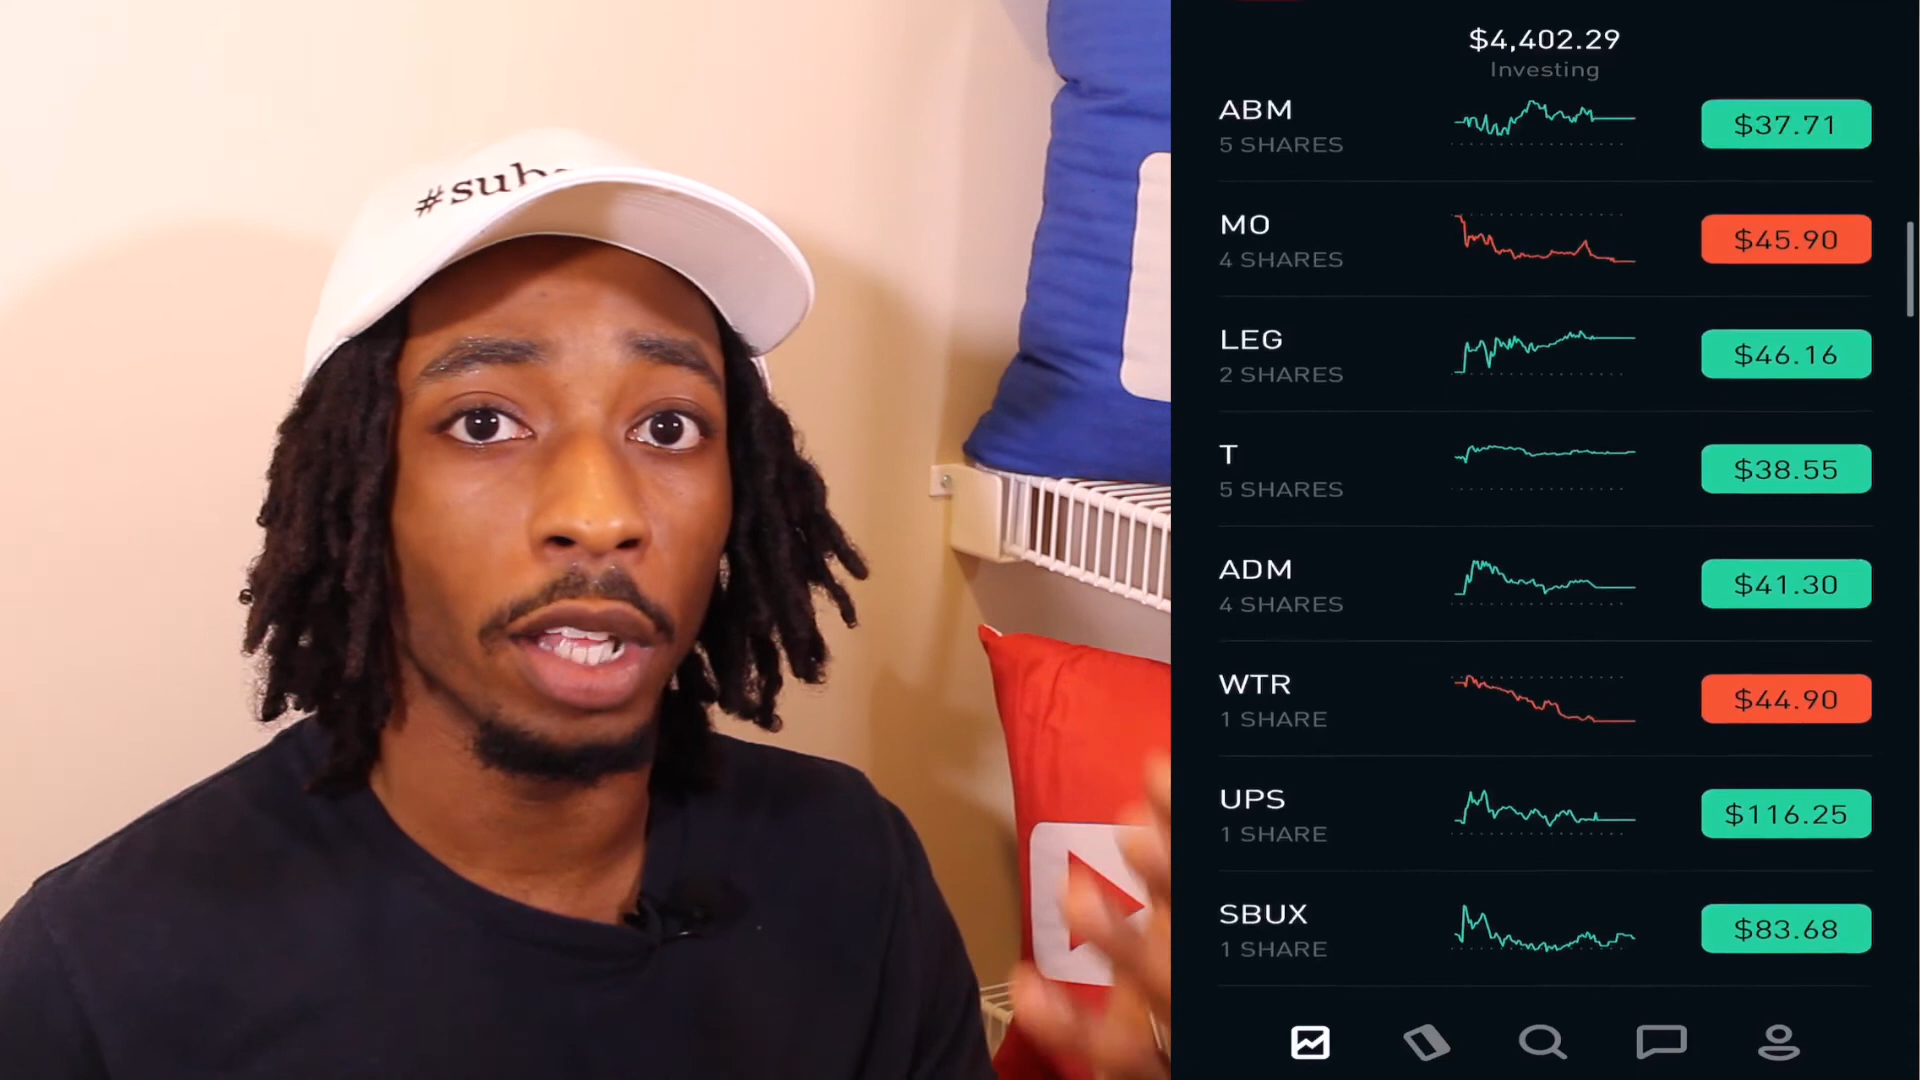 #subs
$4,402.29
Investing
ABM
5 SHARES
$37.71
MO
4 SHARES
$45.90
LEG
2 SHARES
$46.16
T
5 SHARES
$38.55
ADM
4 SHARES
$41.30
WTR
1 SHARE
$44.90
UPS
1 SHARE
$116.25
SBUX
1 SHARE
$83.68